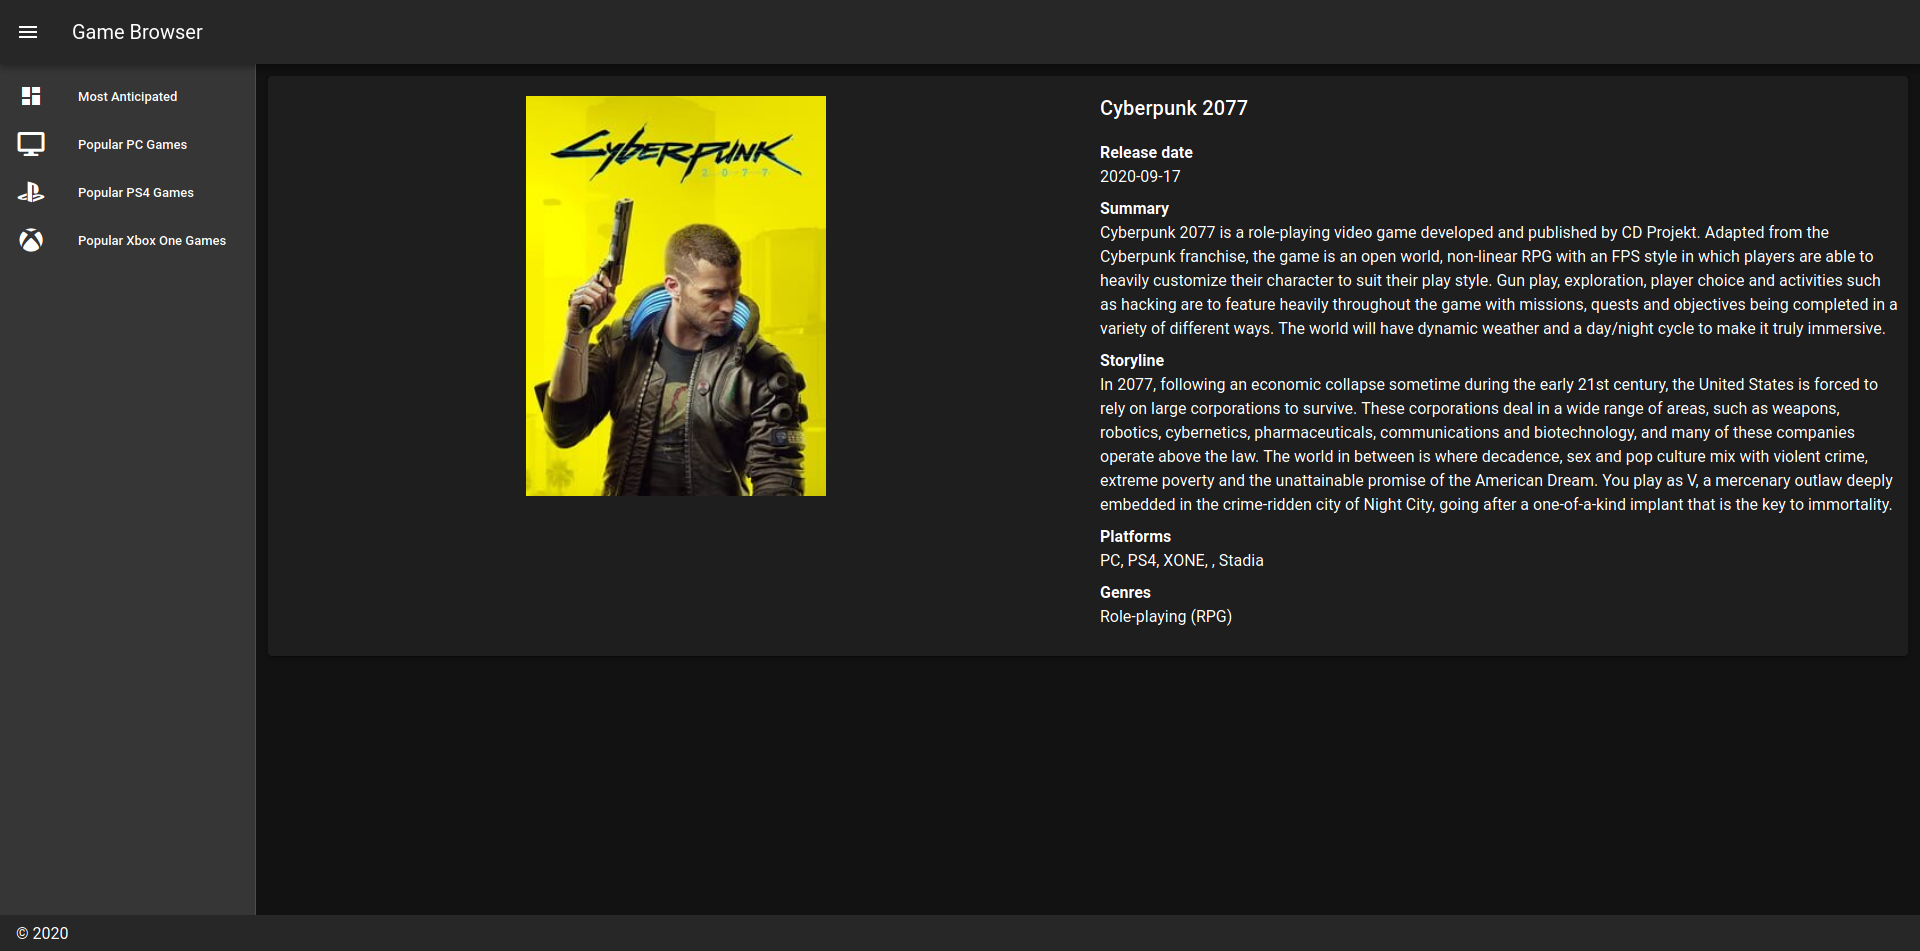 Game Browser
Most Anticipated
Popular PC Games
Popular PS4 Games
Popular Xbox One Games
CYBERPUNK
2077
Cyberpunk 2077
Release date
2020-09-17
Summary
Cyberpunk 2077 is a role-playing video game developed and published by CD Projekt. Adapted from the
Cyberpunk franchise, the game is an open world, non-linear RPG with an FPS style in which players are able to
heavily customize their character to suit their play style. Gun play, exploration, player choice and activities such
as hacking are to feature heavily throughout the game with missions, quests and objectives being completed in a
variety of different ways. The world will have dynamic weather and a day/night cycle to make it truly immersive.
Storyline
In 2077, following an economic collapse sometime during the early 21st century, the United States is forced to
rely on large corporations to survive. These corporations deal in a wide range of areas, such as weapons,
robotics, cybernetics, pharmaceuticals, communications and biotechnology, and many of these companies
operate above the law. The world in between is where decadence, sex and pop culture mix with violent crime,
extreme poverty and the unattainable promise of the American Dream. You play as V, a mercenary outlaw deeply
embedded in the crime-ridden city of Night City, going after a one-of-a-kind implant that is the key to immortality.
Platforms
PC, PS4, XONE, , Stadia
Genres
Role-playing (RPG)
© 2020